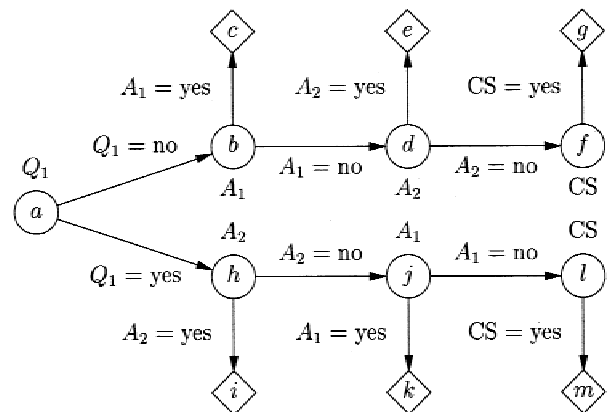 c e g
A₁ = yes A₂ = yes CS = yes
Q₁ = no b d f
Q₁ A₁ = no A₂ = no
a A₁ A₂ CS
A₂ A₁ CS
A₂ = no A₁ = no
Q₁ = yes h j l
A₂ = yes A₁ = yes CS = yes
i k m